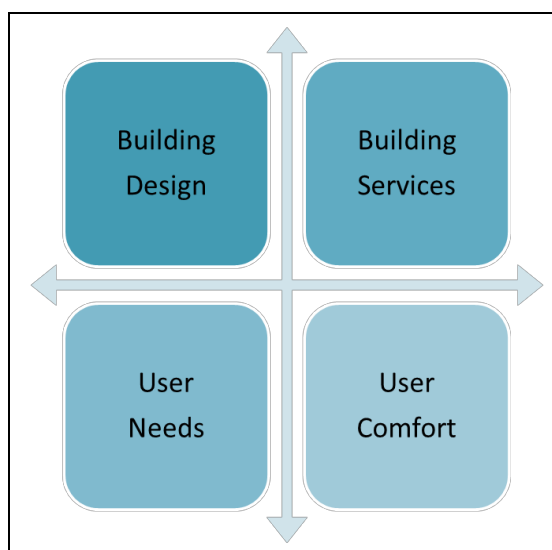 Building
Design
Building
Services
User
Needs
User
Comfort